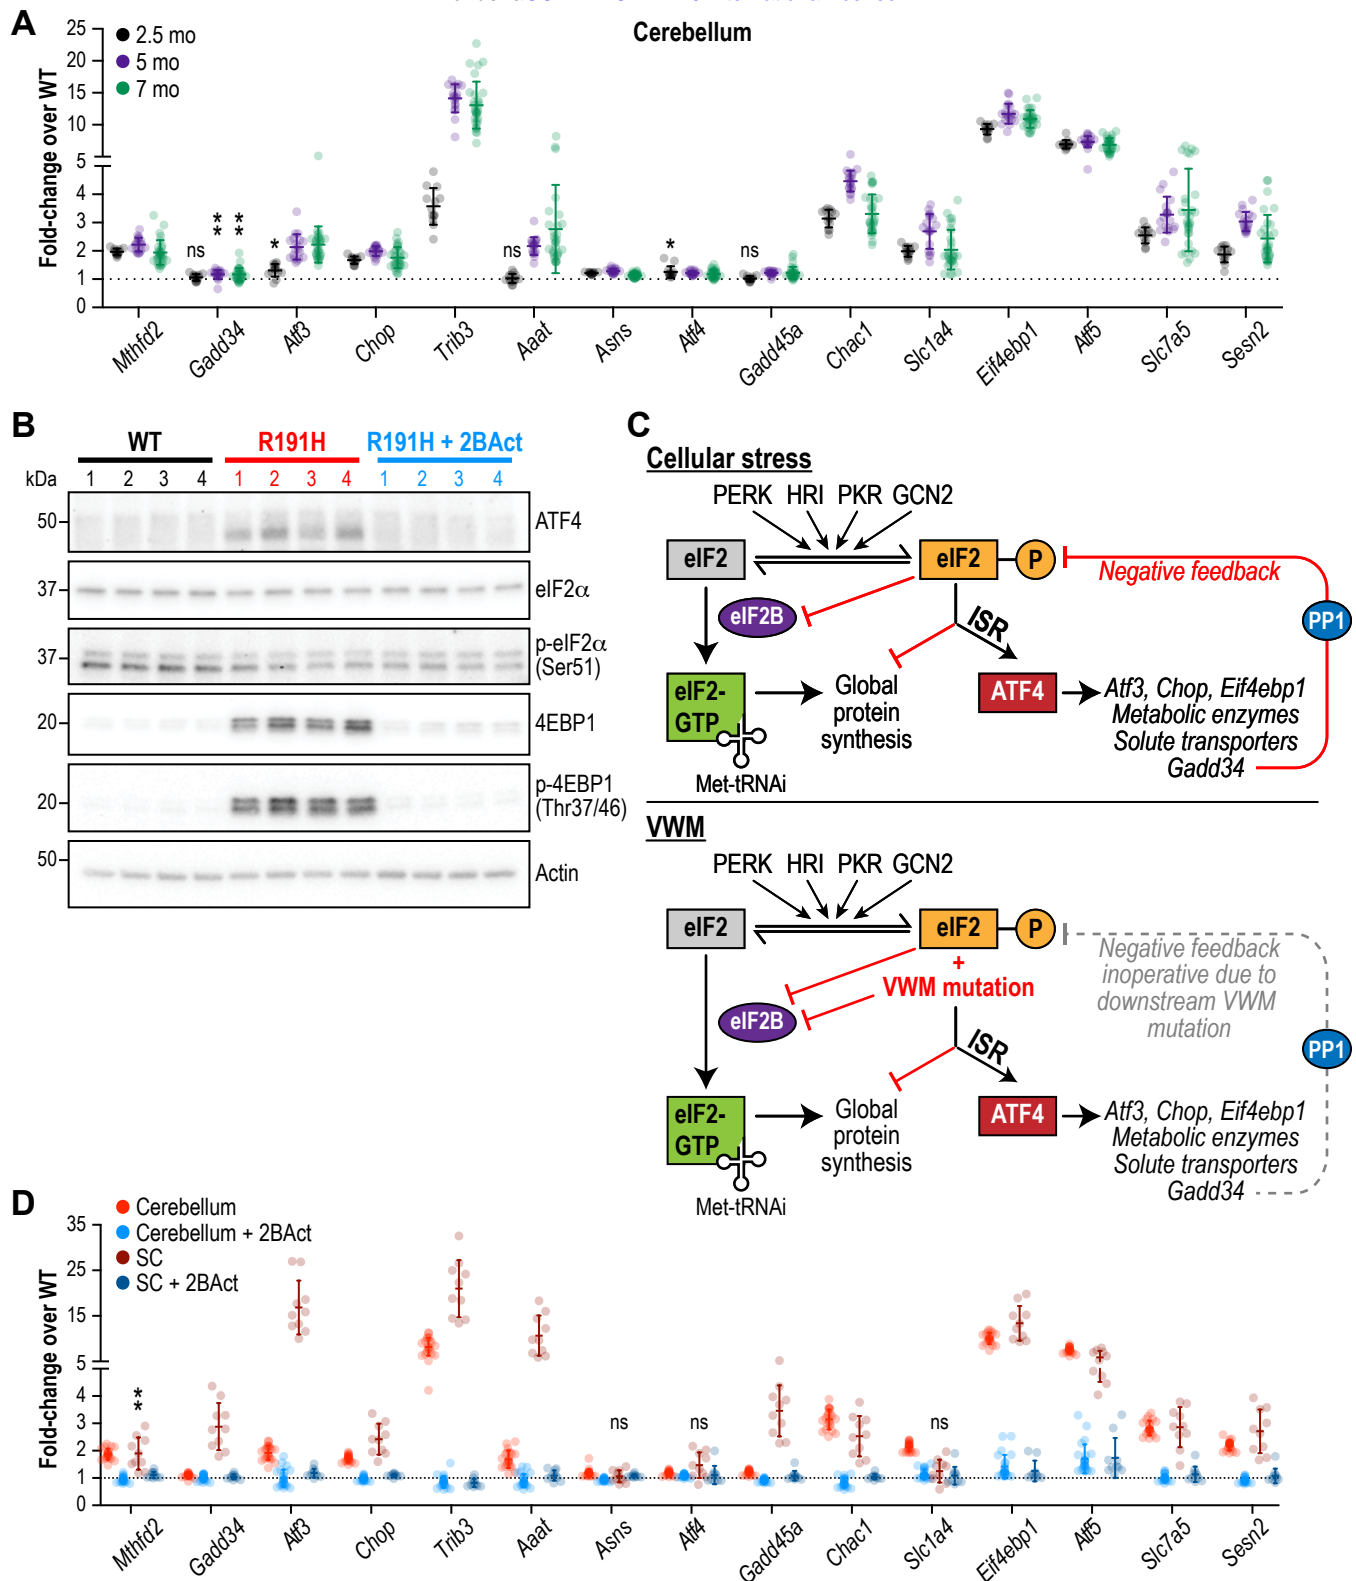 A
Cerebellum
Fold-change over WT
2.5 mo
5 mo
7 mo
25
20
15
10
5
4
3
2
1
0
ns
**
**
*
ns
*
ns
Mthfd2
Gadd34
Atf3
Chop
Trib3
Aaat
Asns
Atf4
Gadd45a
Chac1
Slc1a4
Eif4ebp1
Atf5
Slc7a5
Sesn2
B
WT
R191H
R191H + 2BAct
kDa
1 2 3 4 1 2 3 4 1 2 3 4
50
ATF4
37
eIF2α
37
p-eIF2α
(Ser51)
20
4EBP1
20
p-4EBP1
(Thr37/46)
50
Actin
C
Cellular stress
PERK HRI PKR GCN2
eIF2
eIF2
P
Negative feedback
eIF2B
ISR
PP1
eIF2-
GTP
Met-tRNAi
Global
protein
synthesis
ATF4
Atf3, Chop, Eif4ebp1
Metabolic enzymes
Solute transporters
Gadd34
VWM
PERK HRI PKR GCN2
eIF2
eIF2
P
+
VWM mutation
Negative feedback
inoperative due to
downstream VWM
mutation
eIF2B
ISR
PP1
eIF2-
GTP
Met-tRNAi
Global
protein
synthesis
ATF4
Atf3, Chop, Eif4ebp1
Metabolic enzymes
Solute transporters
Gadd34
D
Cerebellum
Cerebellum + 2BAct
SC
SC + 2BAct
Fold-change over WT
35
25
15
5
4
3
2
1
0
**
ns
ns
ns
Mthfd2
Gadd34
Atf3
Chop
Trib3
Aaat
Asns
Atf4
Gadd45a
Chac1
Slc1a4
Eif4ebp1
Atf5
Slc7a5
Sesn2